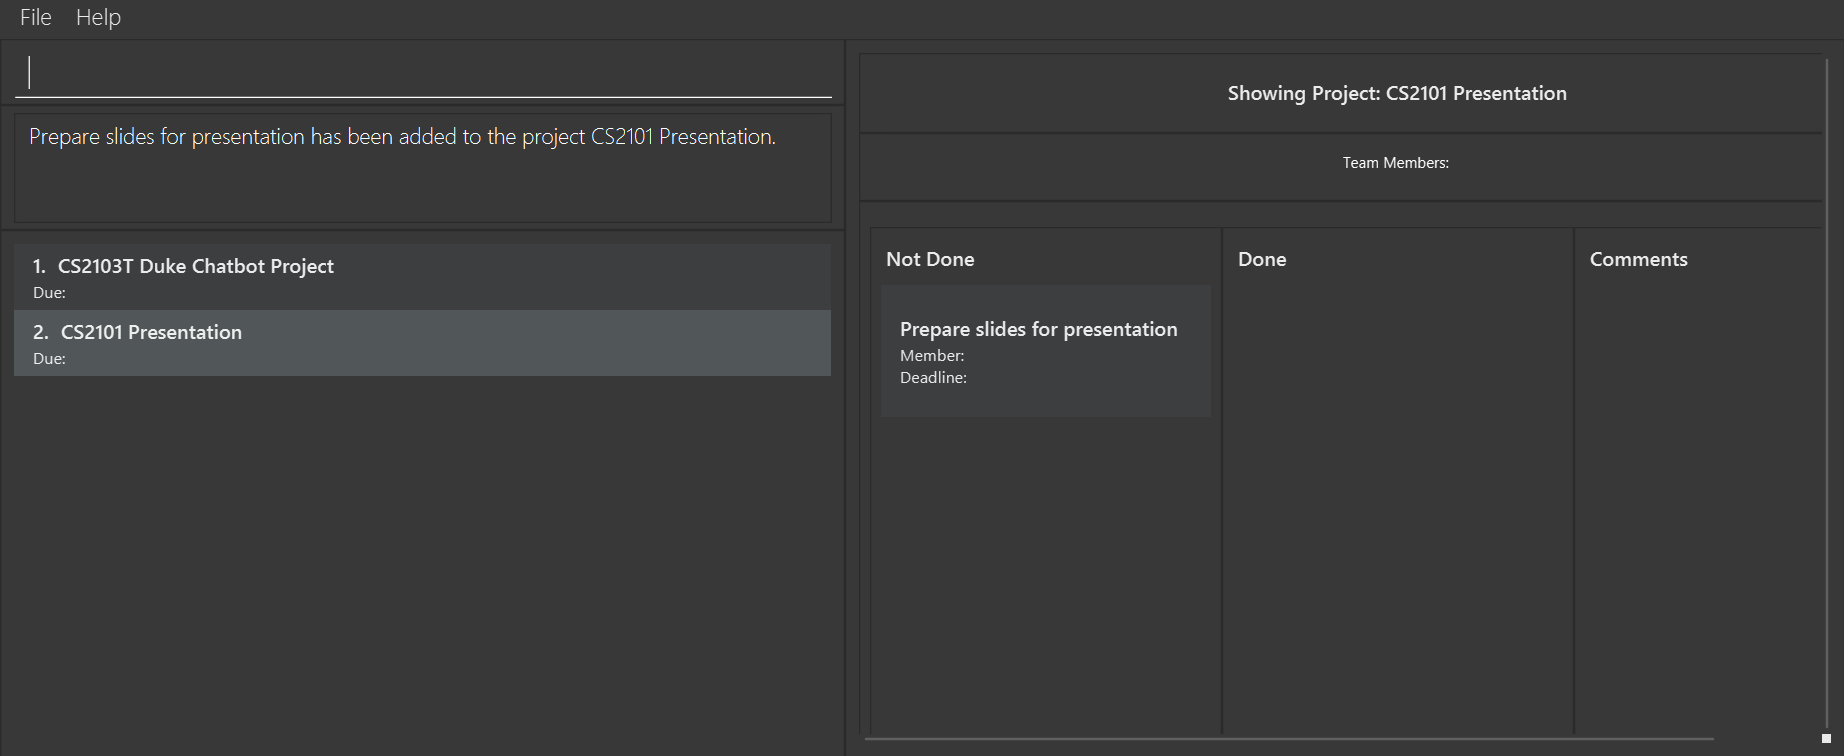 File Help
Prepare slides for presentation has been added to the project CS2101 Presentation.
1. CS2103T Duke Chatbot Project
Due:
2. CS2101 Presentation
Due:
Showing Project: CS2101 Presentation
Team Members:
Not Done
Prepare slides for presentation
Member:
Deadline:
Done
Comments